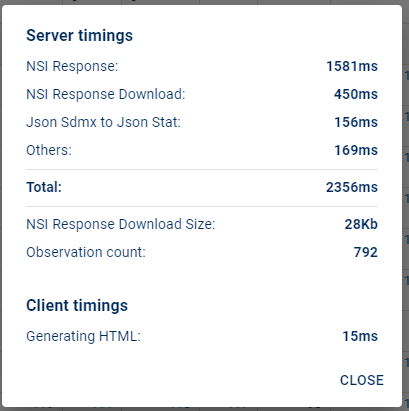 Server timings
NSI Response: 1581ms
NSI Response Download: 450ms
Json Sdmx to Json Stat: 156ms
Others: 169ms
Total: 2356ms
NSI Response Download Size: 28Kb
Observation count: 792
Client timings
Generating HTML: 15ms
CLOSE